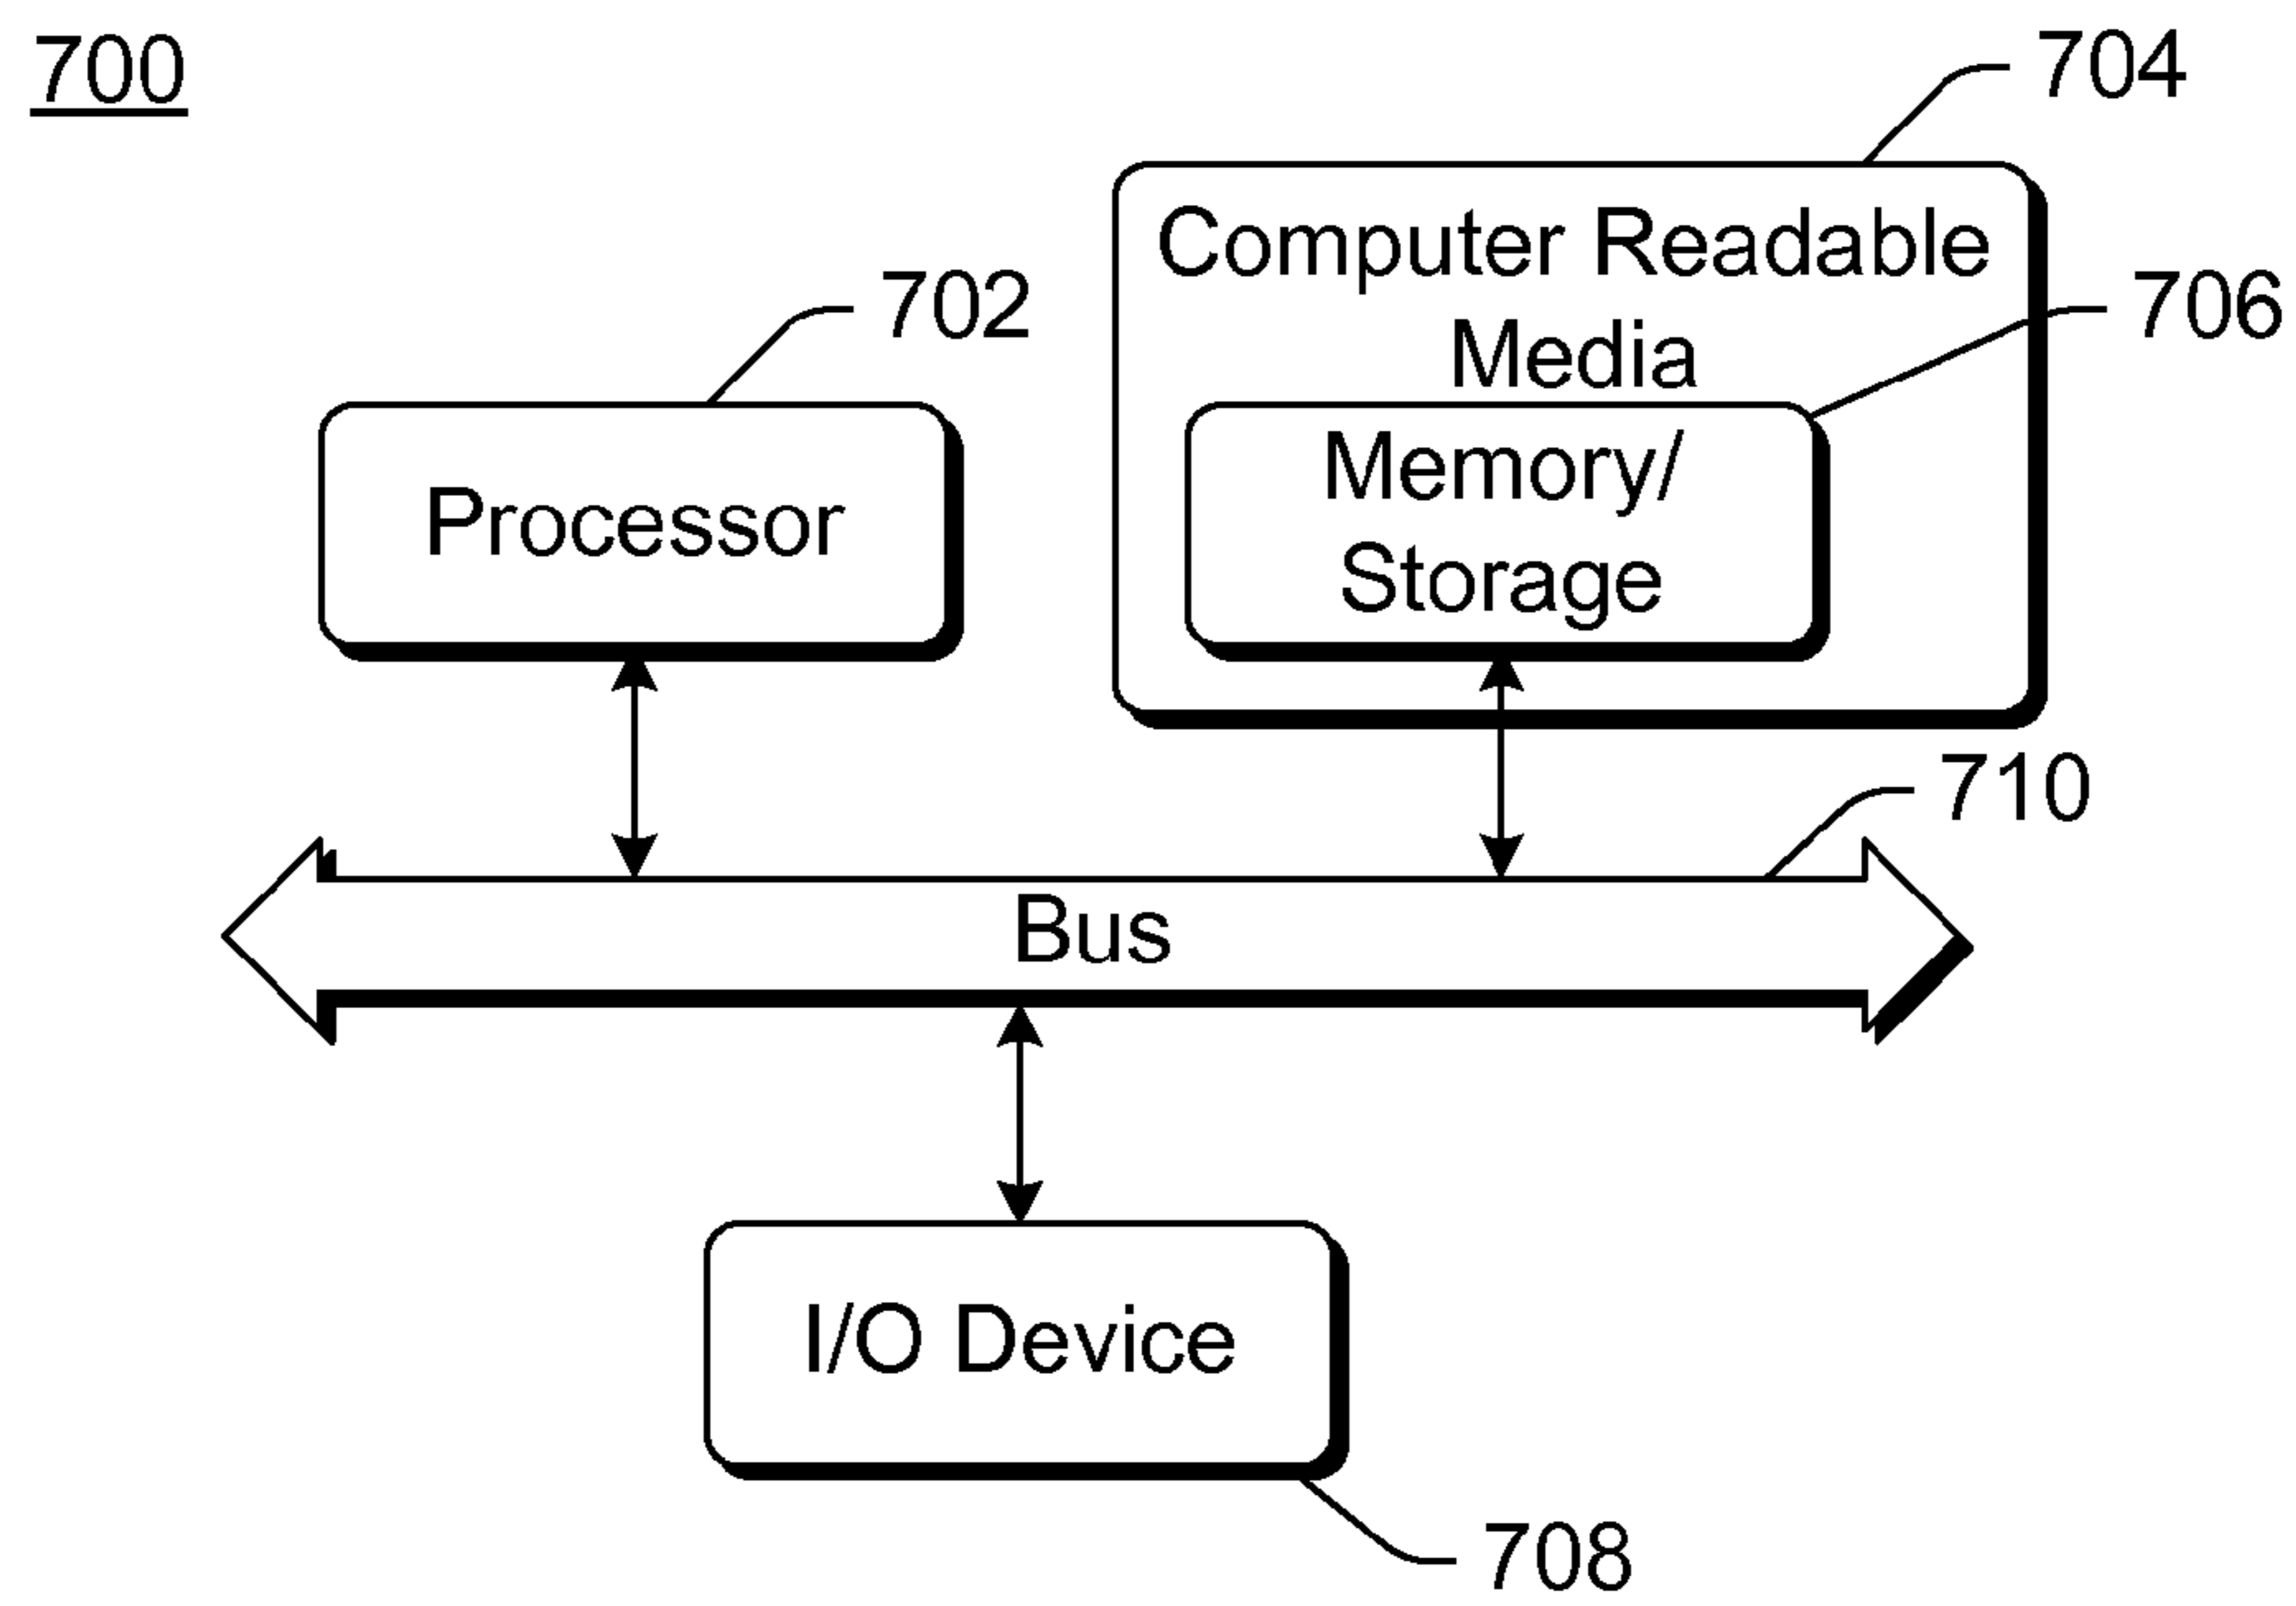 700
704
Computer Readable
Media
702
706
Processor
Memory/
Storage
710
Bus
I/O Device
708